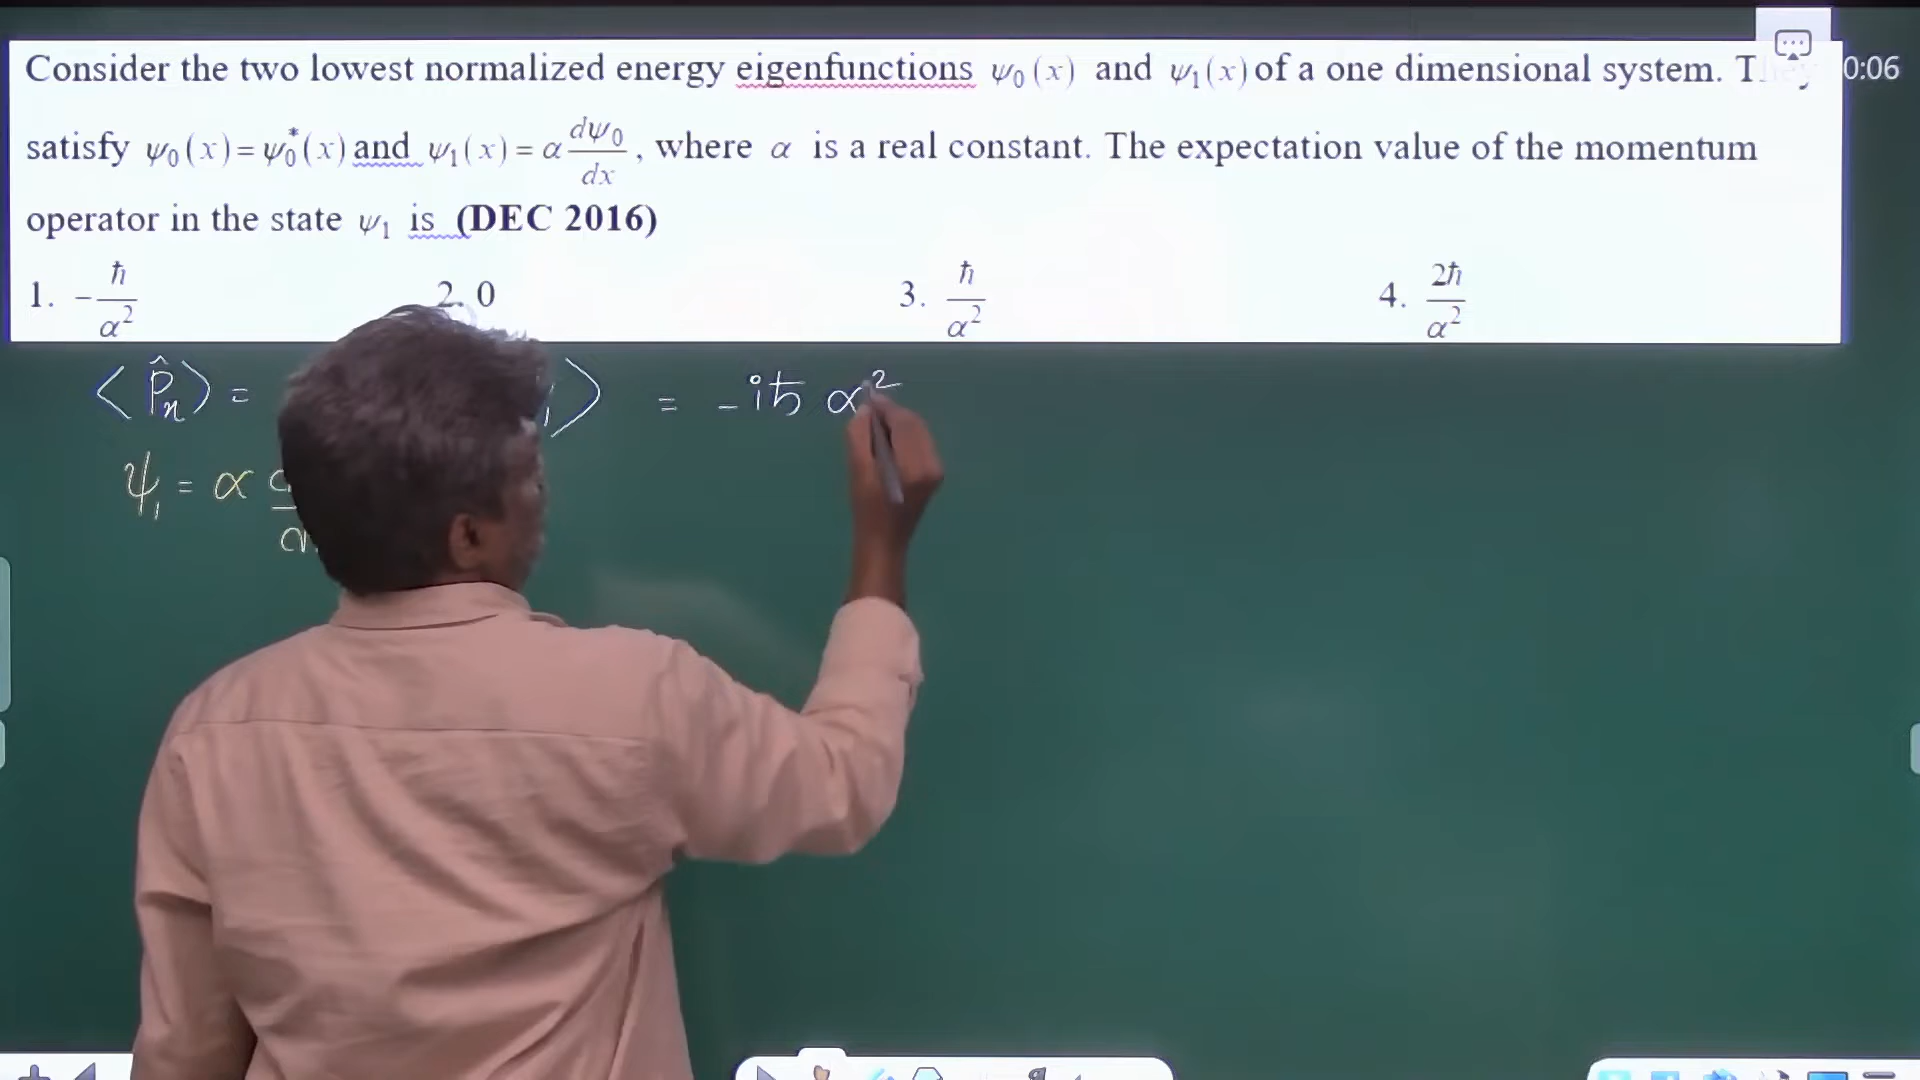 Consider the two lowest normalized energy eigenfunctions ψ₀(x) and ψ₁(x) of a one dimensional system.
0:06
satisfy ψ₀(x) = ψ₀*(x) and ψ₁(x) = α dψ₀/dx, where α is a real constant. The expectation value of the momentum
operator in the state ψ₁ is (DEC 2016)
1. -ħ/α² 2. 0 3. ħ/α² 4. 2ħ/α²
⟨P̂ₓ⟩ = ⟩ = -iħ α²
ψ₁ = α